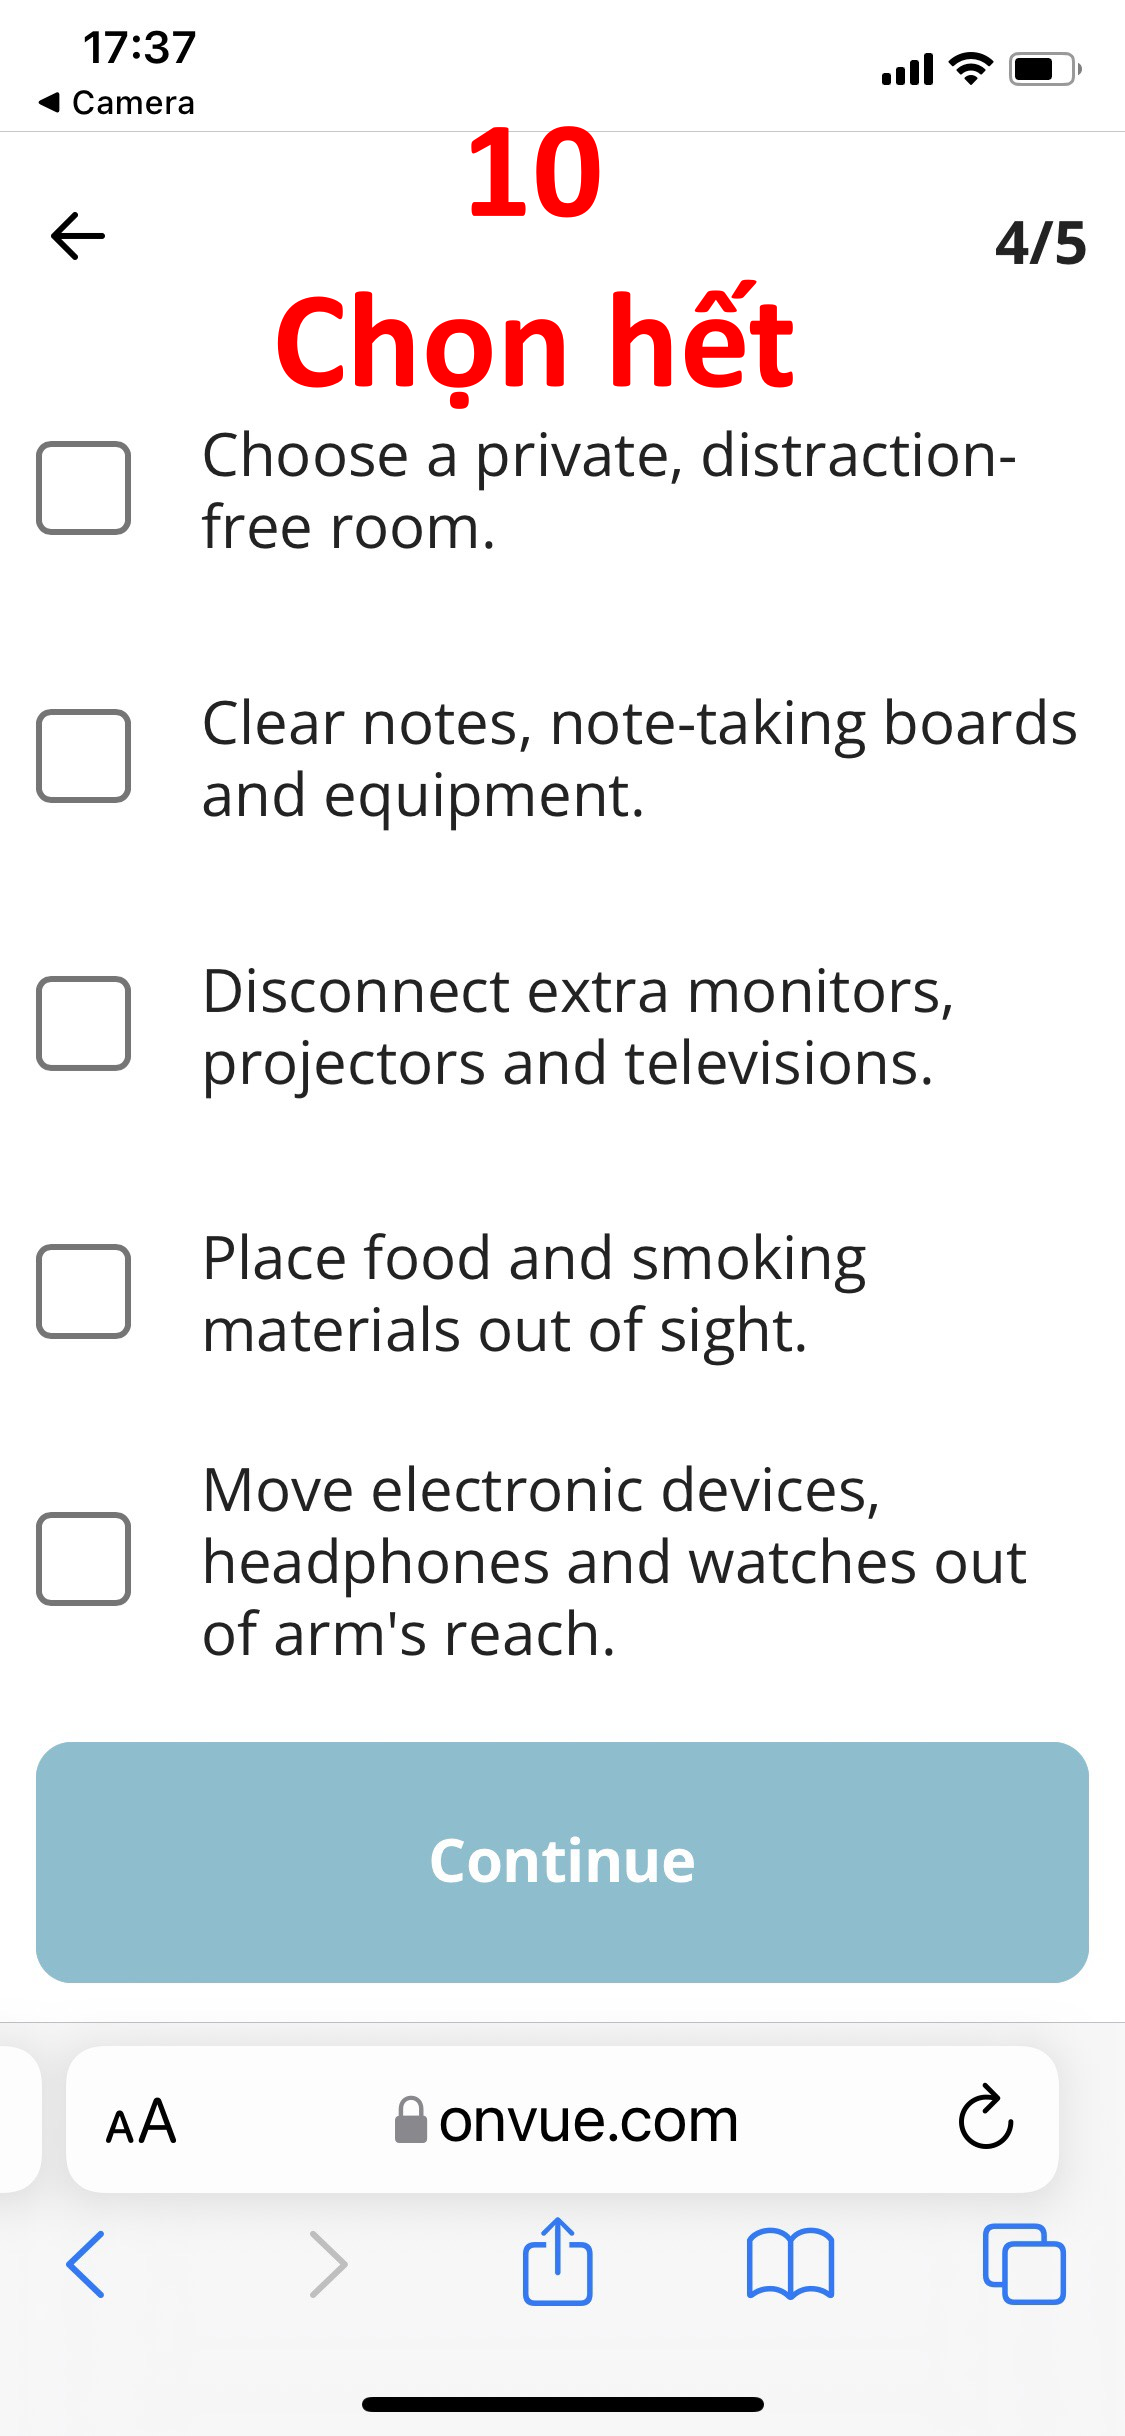 17:37
◀ Camera
10
4/5
Chọn hết
Choose a private, distraction-
free room.
Clear notes, note-taking boards
and equipment.
Disconnect extra monitors,
projectors and televisions.
Place food and smoking
materials out of sight.
Move electronic devices,
headphones and watches out
of arm's reach.
Continue
AA
onvue.com